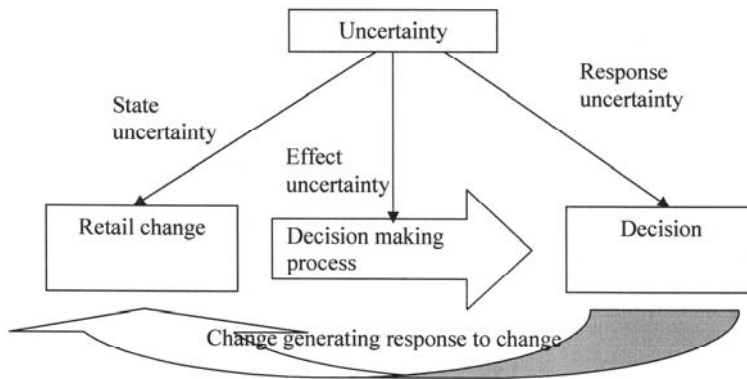 Uncertainty
Response
uncertainty
State
uncertainty
Effect
uncertainty
Retail change
Decision making
process
Decision
Change generating response to change